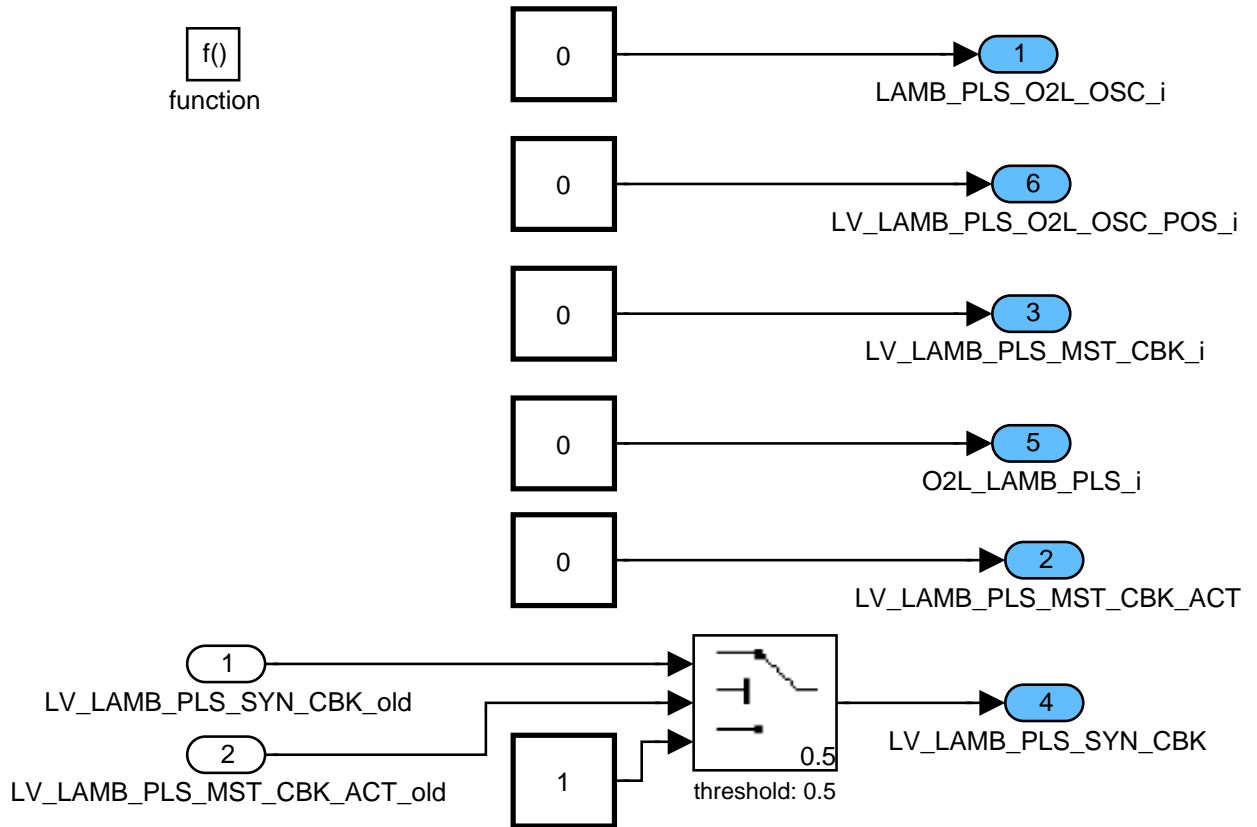 f()
function
0
1
LAMB_PLS_O2L_OSC_i
0
6
LV_LAMB_PLS_O2L_OSC_POS_i
0
3
LV_LAMB_PLS_MST_CBK_i
0
5
O2L_LAMB_PLS_i
0
2
LV_LAMB_PLS_MST_CBK_ACT
1
LV_LAMB_PLS_SYN_CBK_old
2
LV_LAMB_PLS_MST_CBK_ACT_old
1
0.5
threshold: 0.5
4
LV_LAMB_PLS_SYN_CBK